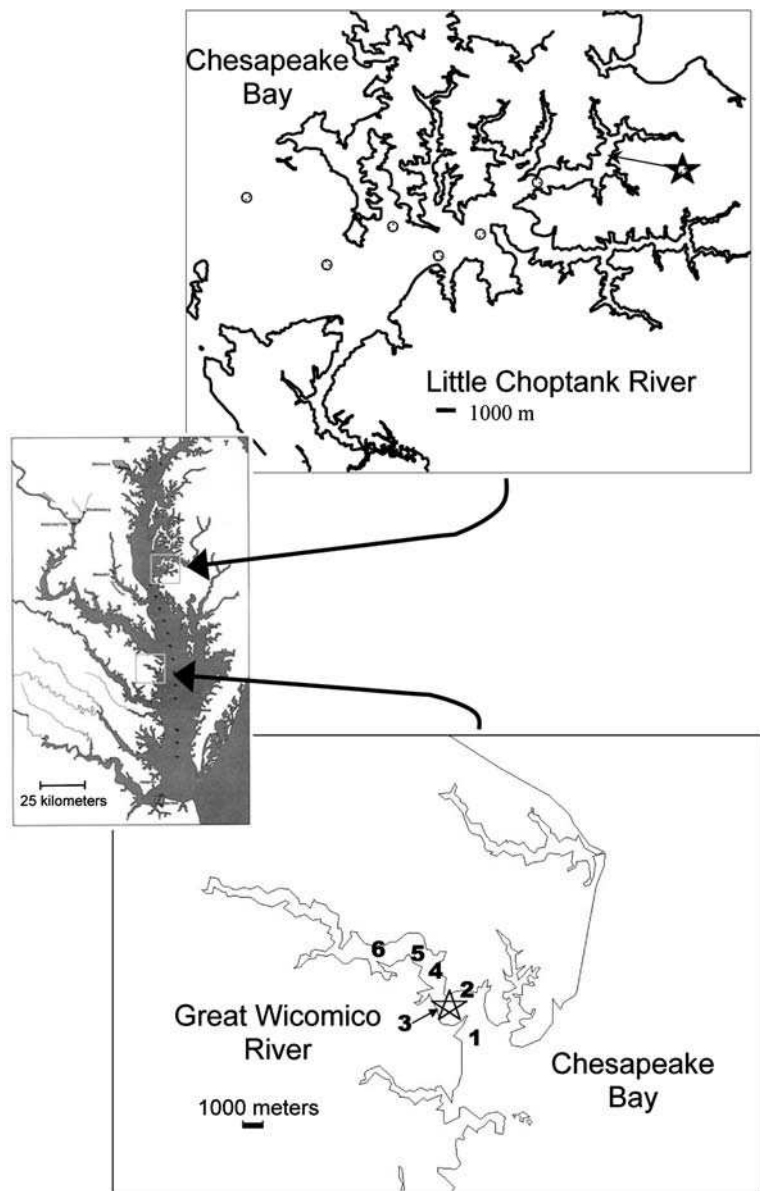 Chesapeake
Bay
Little Choptank River
1000 m
25 kilometers
6
5
4
2
3
1
Great Wicomico
River
Chesapeake
Bay
1000 meters